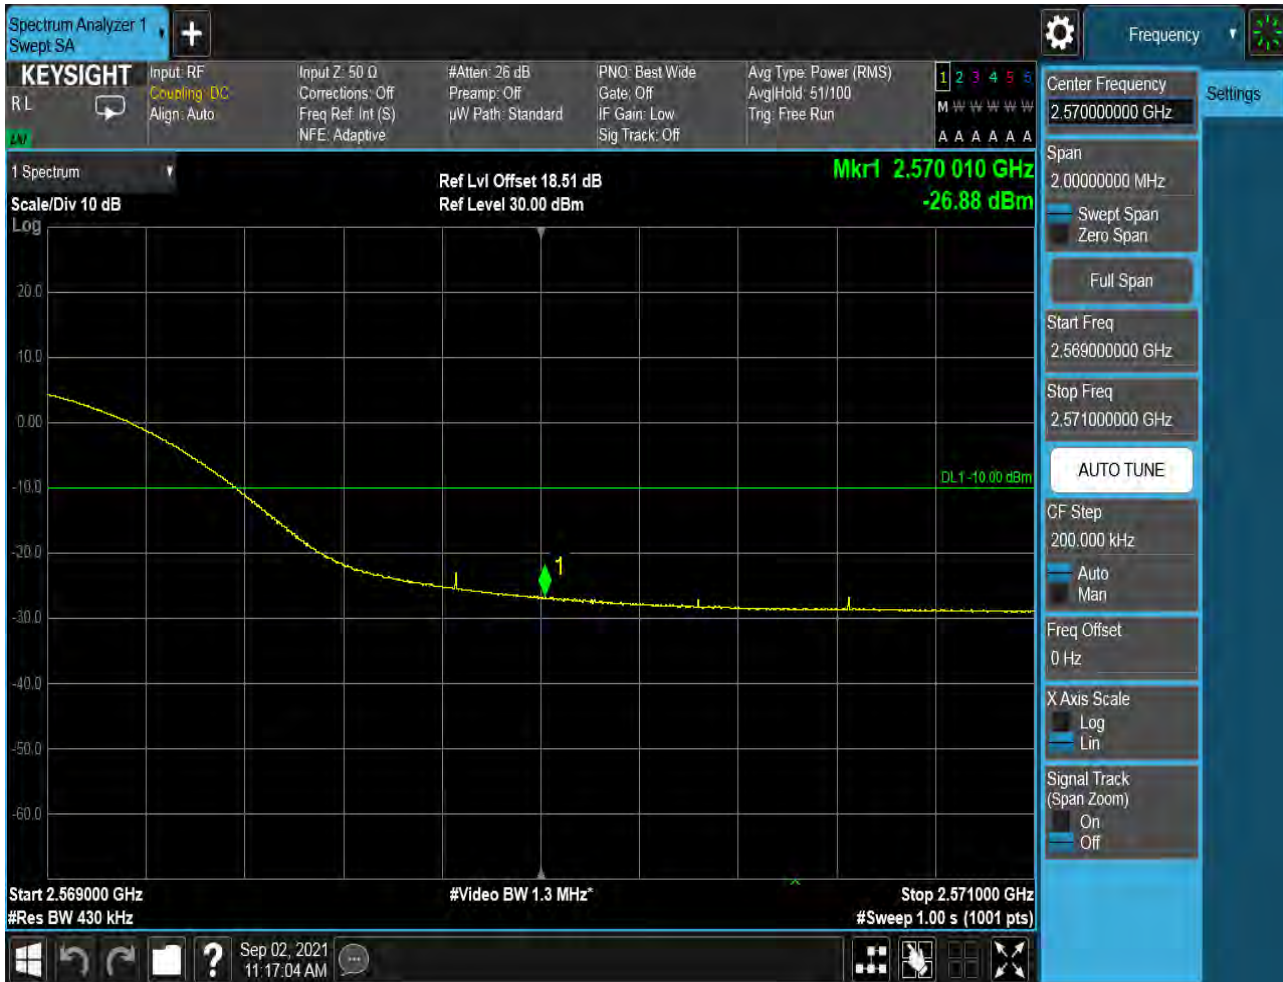 Spectrum Analyzer 1
Swept SA
Frequency
KEYSIGHT
R L
LXI
Input: RF
Coupling: DC
Align: Auto
Input Z: 50 Ω
Corrections: Off
Freq Ref: Int (S)
NFE: Adaptive
#Atten: 26 dB
Preamp: Off
µW Path: Standard
PNO: Best Wide
Gate: Off
IF Gain: Low
Sig Track: Off
Avg Type: Power (RMS)
Avg|Hold: 51/100
Trig: Free Run
1 2 3 4 5 6
M W W W W W
A A A A A A
1 Spectrum
Scale/Div 10 dB
Log
Ref Lvl Offset 18.51 dB
Ref Level 30.00 dBm
Mkr1 2.570 010 GHz
-26.88 dBm
20.0
10.0
0.00
-10.0
-20.0
-30.0
-40.0
-50.0
-60.0
DL1 -10.00 dBm
1
Start 2.569000 GHz
#Res BW 430 kHz
#Video BW 1.3 MHz*
Stop 2.571000 GHz
#Sweep 1.00 s (1001 pts)
Center Frequency
2.570000000 GHz
Settings
Span
2.00000000 MHz
Swept Span
Zero Span
Full Span
Start Freq
2.569000000 GHz
Stop Freq
2.571000000 GHz
AUTO TUNE
CF Step
200.000 kHz
Auto
Man
Freq Offset
0 Hz
X Axis Scale
Log
Lin
Signal Track
(Span Zoom)
On
Off
?
Sep 02, 2021
11:17:04 AM